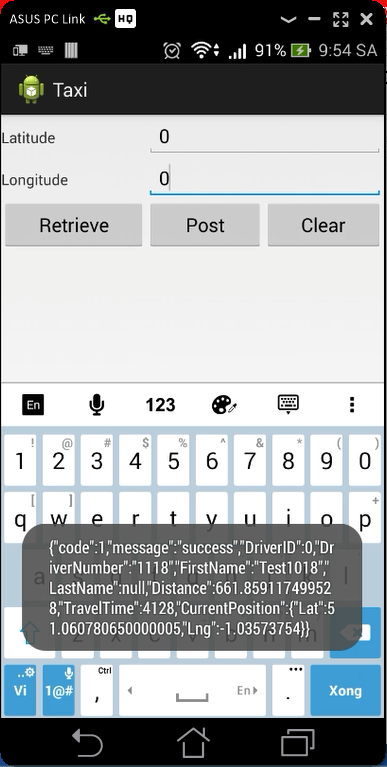 ASUS PC Link HQ
91% 9:54 SA
Taxi
Latitude 0
Longitude 0
Retrieve Post Clear
En 123
! @ # $ % ^ & * ( )
1 2 3 4 5 6 7 8 9 0
[ ] +
q w e r t y u i o p
{"code":1,"message":"success","DriverID":0,"Dr
iverNumber":"1118","FirstName":"Test1018","
LastName":null,"Distance":661.85911749952
8,"TravelTime":4128,"CurrentPosition":{"Lat":5
1.060780650000005,"Lng":-1.03573754}}
Ctrl
Vi 1@# , En . Xong